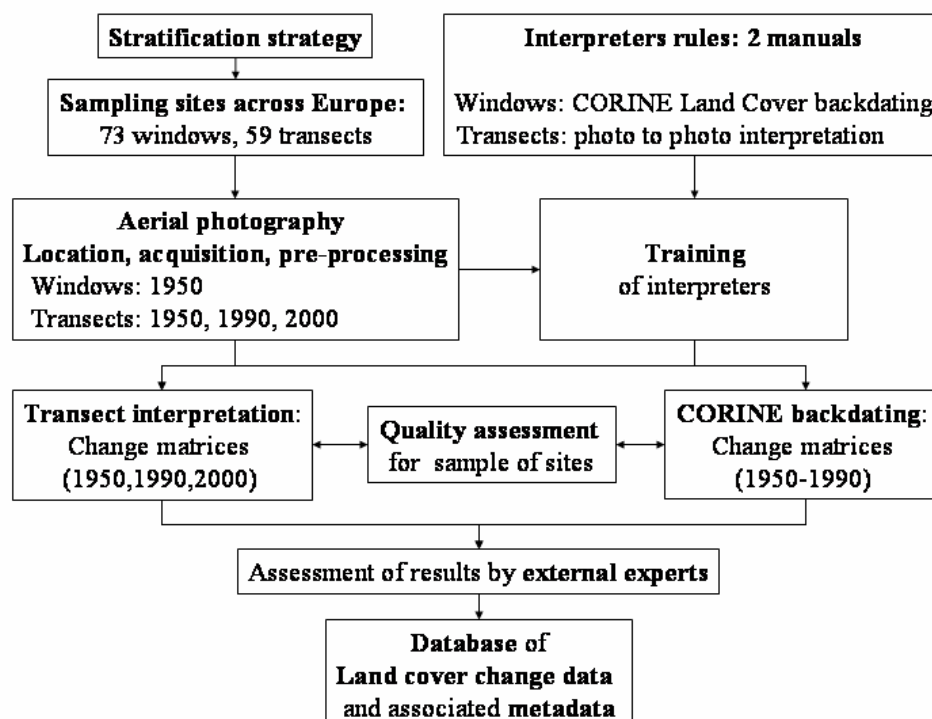 Stratification strategy
Interpreters rules: 2 manuals
Windows: CORINE Land Cover backdating
Transects: photo to photo interpretation
Sampling sites across Europe:
73 windows, 59 transects
Aerial photography
Location, acquisition, pre-processing
Windows: 1950
Transects: 1950, 1990, 2000
Training
of interpreters
Transect interpretation:
Change matrices
(1950,1990,2000)
Quality assessment
for sample of sites
CORINE backdating:
Change matrices
(1950-1990)
Assessment of results by external experts
Database of
Land cover change data
and associated metadata